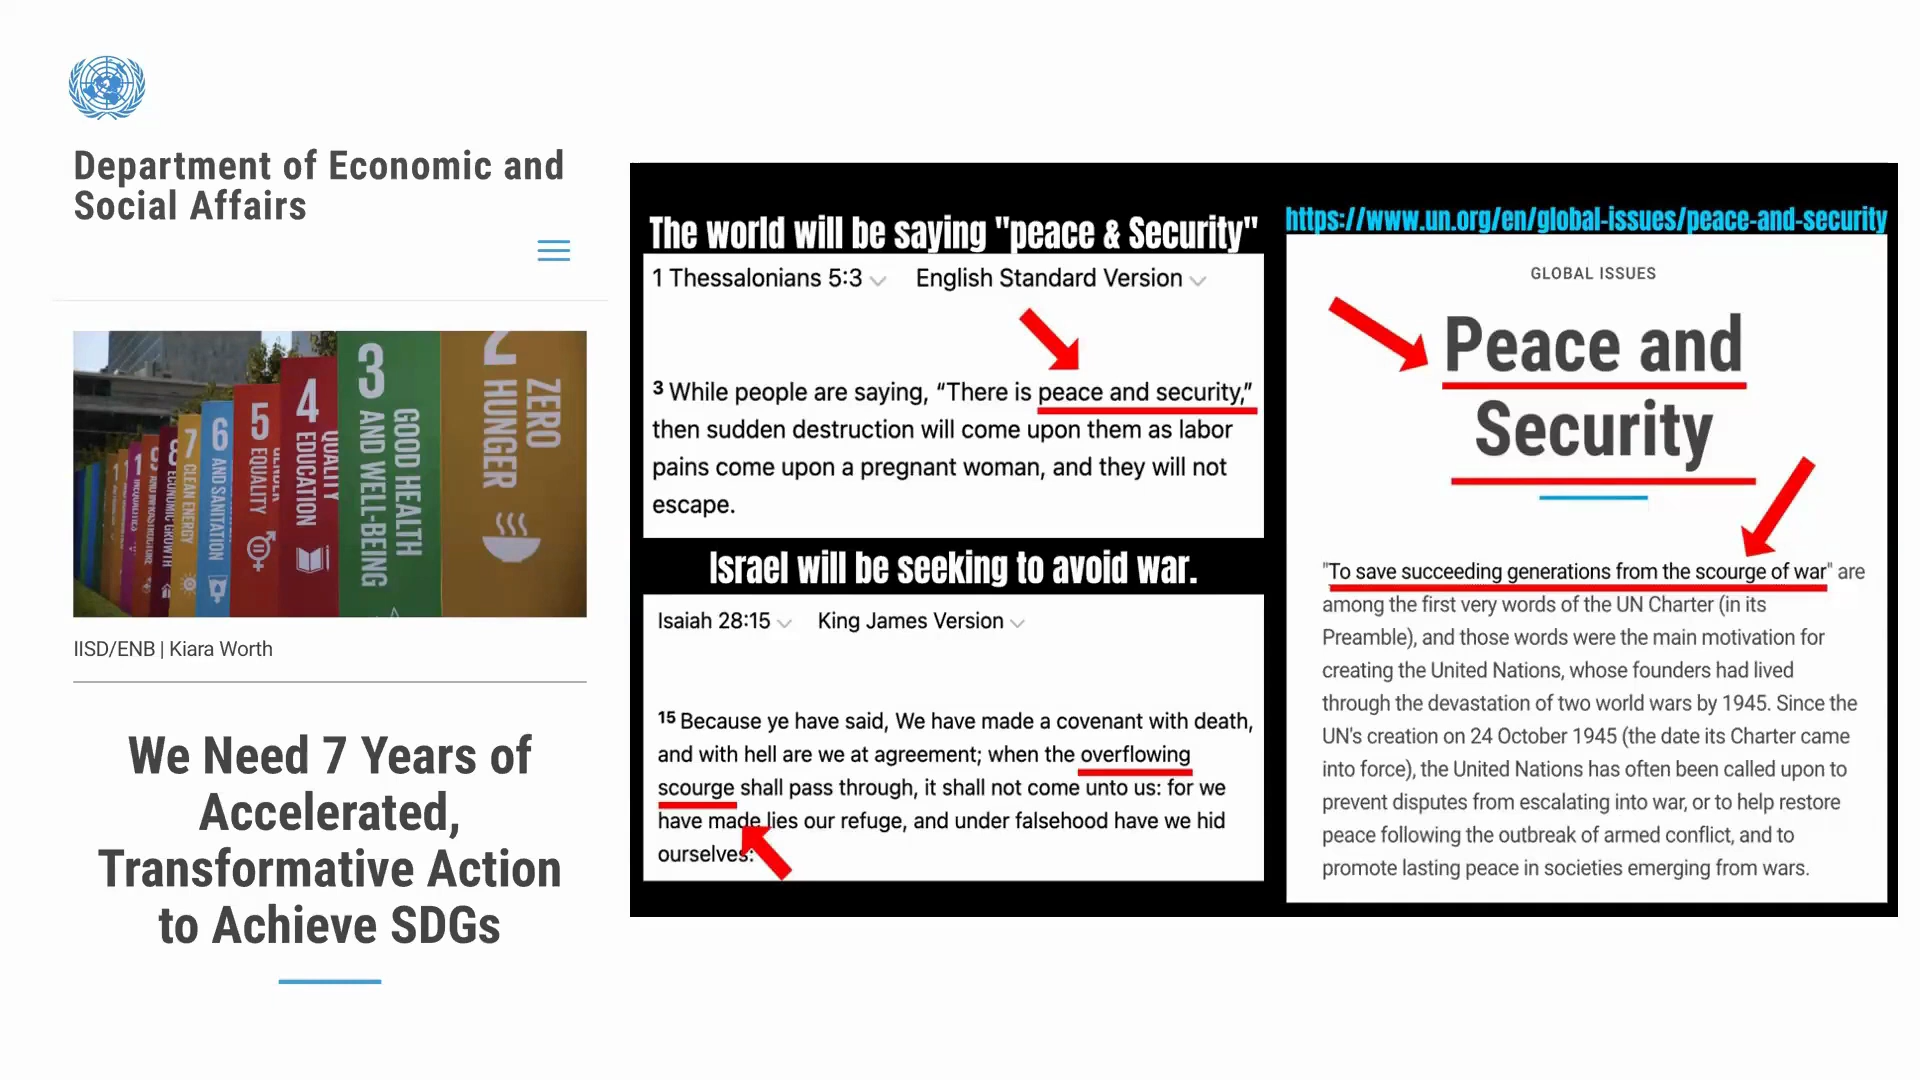 Department of Economic and
Social Affairs
2 ZERO
HUNGER
3 GOOD HEALTH
AND WELL-BEING
4 QUALITY
EDUCATION
5 GENDER
EQUALITY
6
AND SANITATION
7
CLEAN ENERGY
8
ECONOMIC GROWTH
9
AND INFRASTRUCTURE
INEQUALITIES
IISD/ENB | Kiara Worth
We Need 7 Years of
Accelerated,
Transformative Action
to Achieve SDGs
The world will be saying "peace & Security"
1 Thessalonians 5:3 English Standard Version
3 While people are saying, “There is peace and security,”
then sudden destruction will come upon them as labor
pains come upon a pregnant woman, and they will not
escape.
Israel will be seeking to avoid war.
Isaiah 28:15 King James Version
15 Because ye have said, We have made a covenant with death,
and with hell are we at agreement; when the overflowing
scourge shall pass through, it shall not come unto us: for we
have made lies our refuge, and under falsehood have we hid
ourselves:
https://www.un.org/en/global-issues/peace-and-security
GLOBAL ISSUES
Peace and
Security
"To save succeeding generations from the scourge of war" are
among the first very words of the UN Charter (in its
Preamble), and those words were the main motivation for
creating the United Nations, whose founders had lived
through the devastation of two world wars by 1945. Since the
UN's creation on 24 October 1945 (the date its Charter came
into force), the United Nations has often been called upon to
prevent disputes from escalating into war, or to help restore
peace following the outbreak of armed conflict, and to
promote lasting peace in societies emerging from wars.